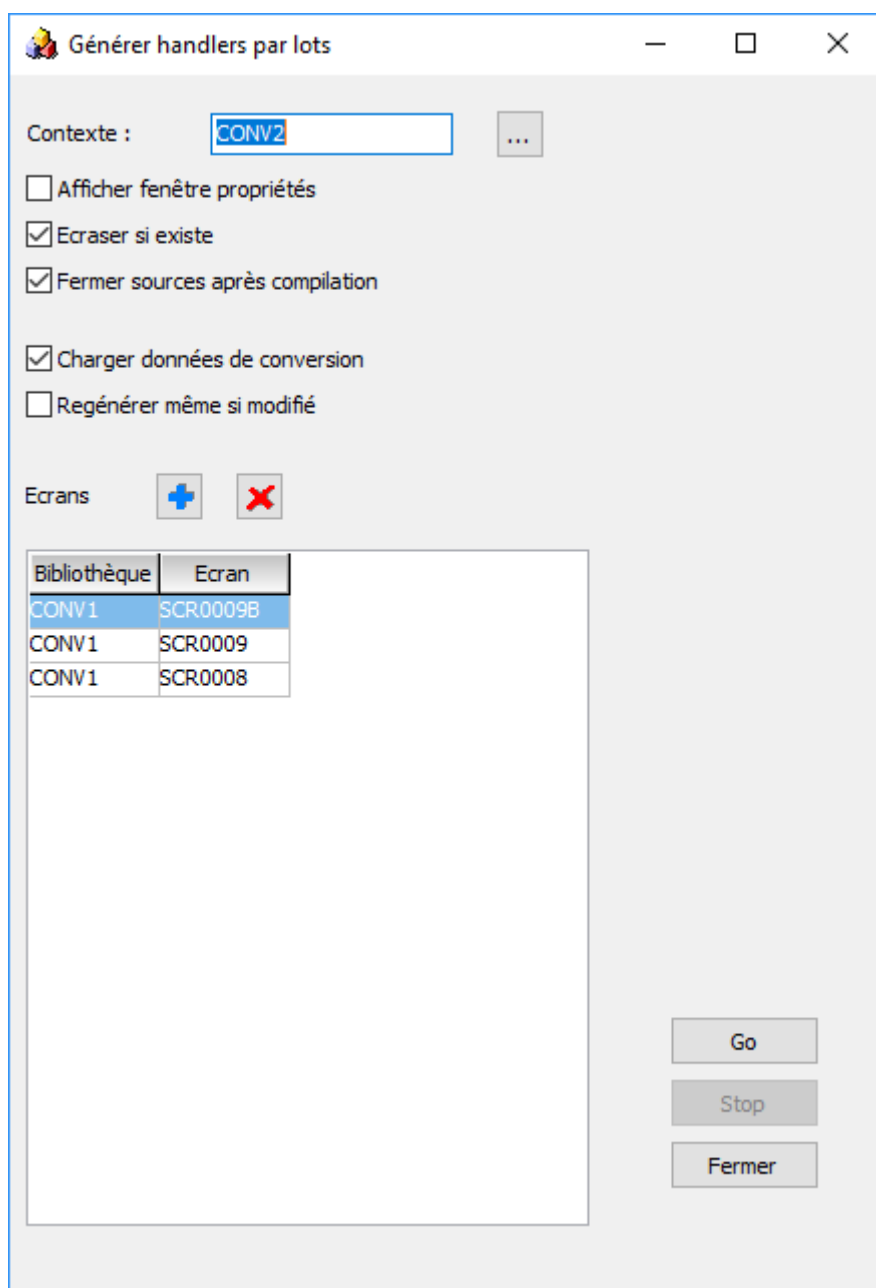 Générer handlers par lots
Contexte : CONV2 ...
Afficher fenêtre propriétés
Ecraser si existe
Fermer sources après compilation
Charger données de conversion
Regénérer même si modifié
Ecrans
Bibliothèque Ecran
CONV1 SCR0009B
CONV1 SCR0009
CONV1 SCR0008
Go
Stop
Fermer